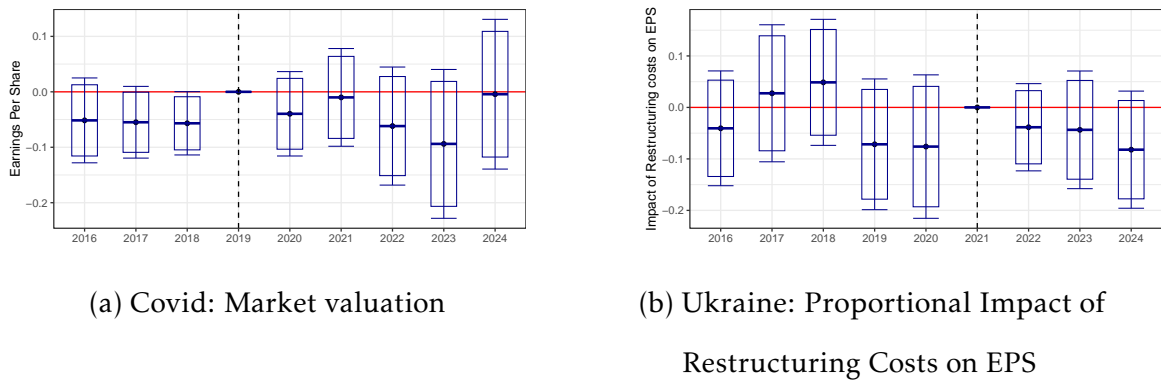 Earnings Per Share
0.1
0.0
−0.1
−0.2
2016 2017 2018 2019 2020 2021 2022 2023 2024
(a) Covid: Market valuation
Impact of Restructuring costs on EPS
0.1
0.0
−0.1
−0.2
2016 2017 2018 2019 2020 2021 2022 2023 2024
(b) Ukraine: Proportional Impact of
Restructuring Costs on EPS